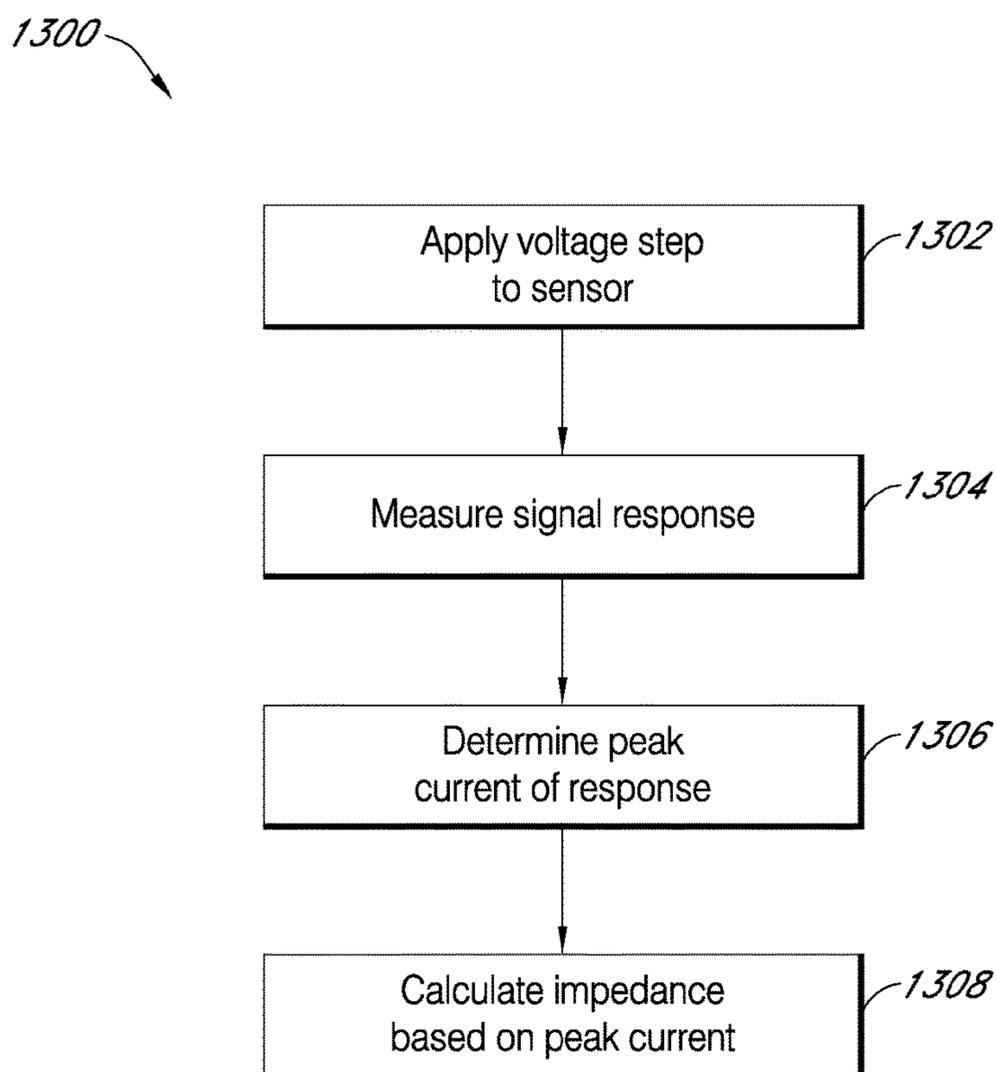 1300
Apply voltage step
to sensor
1302
Measure signal response
1304
Determine peak
current of response
1306
Calculate impedance
based on peak current
1308